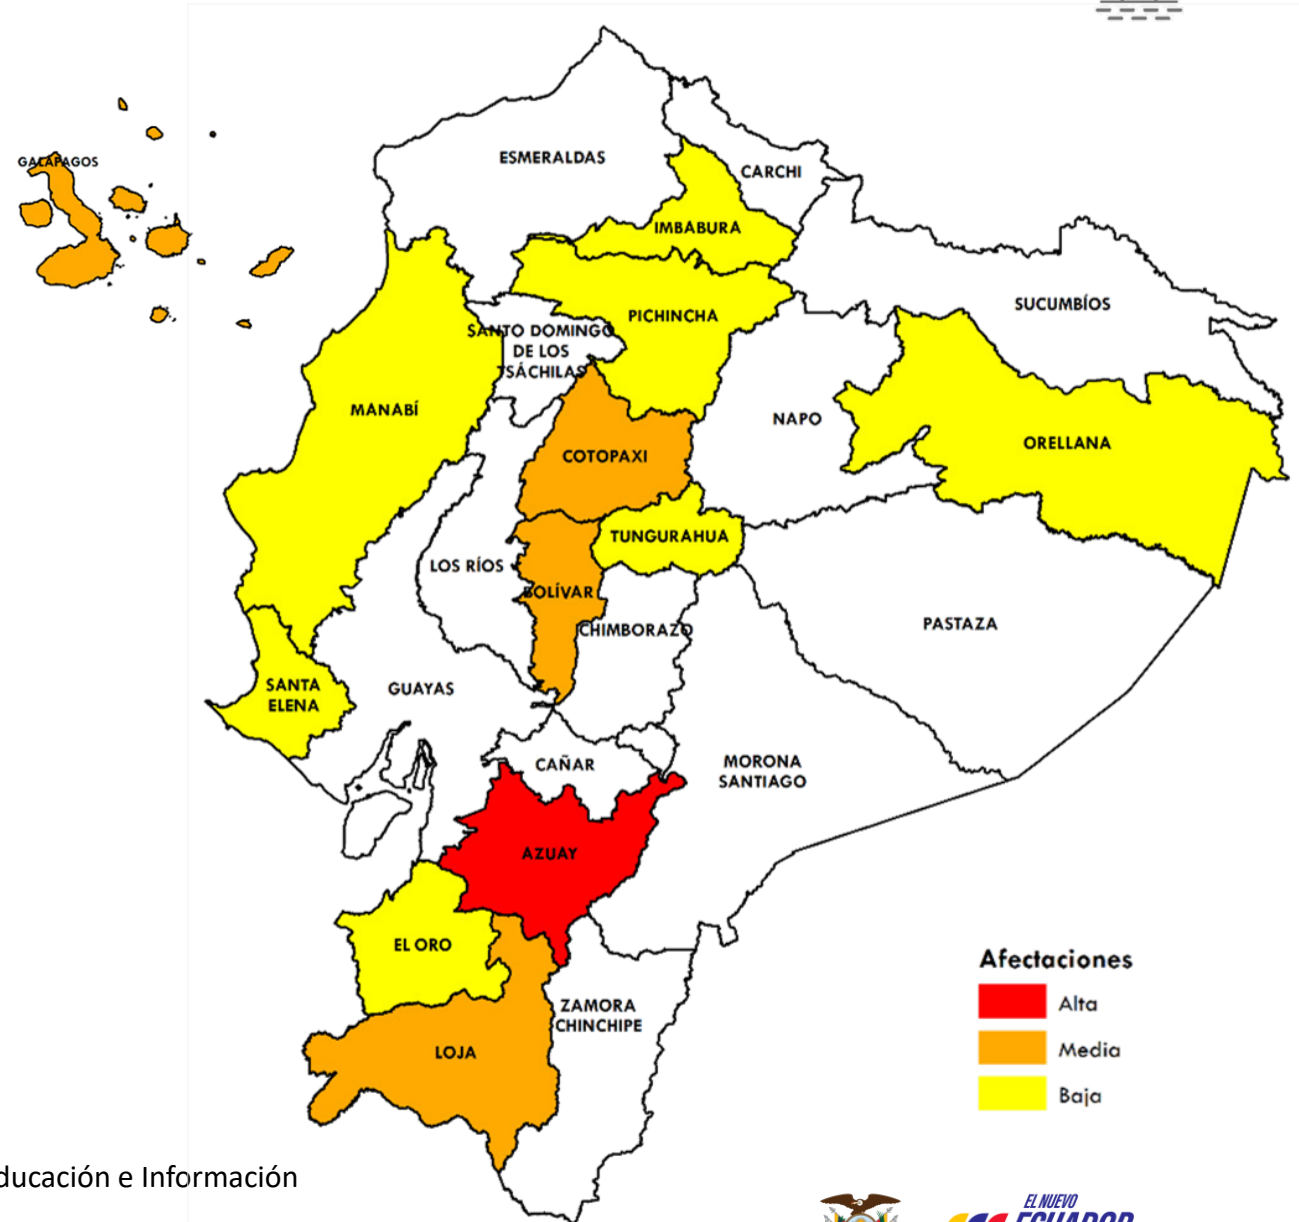 GALÁPAGOS
ESMERALDAS
CARCHI
IMBABURA
SUCUMBÍOS
PICHINCHA
SANTO DOMINGO
DE LOS
TSÁCHILAS
MANABÍ
NAPO
ORELLANA
COTOPAXI
TUNGURAHUA
LOS RÍOS
BOLÍVAR
CHIMBORAZO
PASTAZA
SANTA
ELENA
GUAYAS
CAÑAR
MORONA
SANTIAGO
AZUAY
EL ORO
ZAMORA
CHINCHIPE
LOJA
Afectaciones
Alta
Media
Baja
ducación e Información
EL NUEVO
ECUADOR